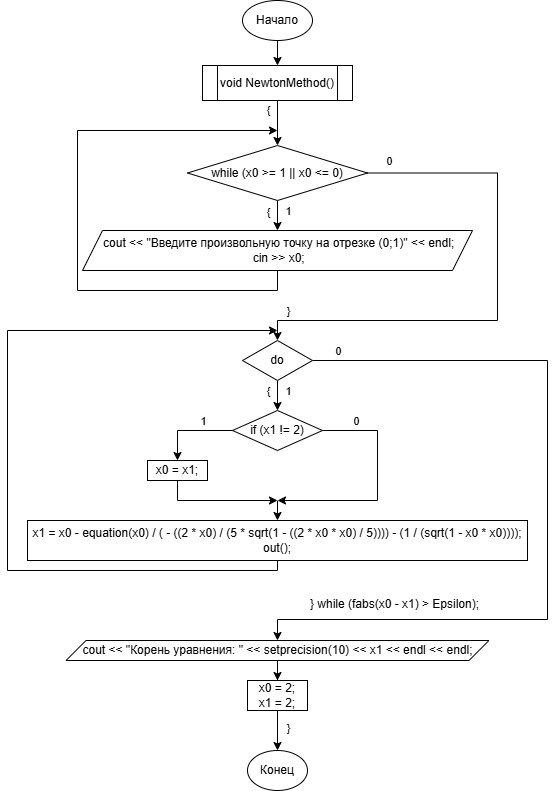 Начало
void NewtonMethod()
{
while (x0 >= 1 || x0 <= 0)
0
{ 1
cout << "Введите произвольную точку на отрезке (0;1)" << endl;
cin >> x0;
}
do
0
{ 1
if (x1 != 2)
1
0
x0 = x1;
x1 = x0 - equation(x0) / ( - ((2 * x0) / (5 * sqrt(1 - ((2 * x0 * x0) / 5)))) - (1 / (sqrt(1 - x0 * x0))));
out();
} while (fabs(x0 - x1) > Epsilon);
cout << "Корень уравнения: " << setprecision(10) << x1 << endl << endl;
x0 = 2;
x1 = 2;
}
Конец